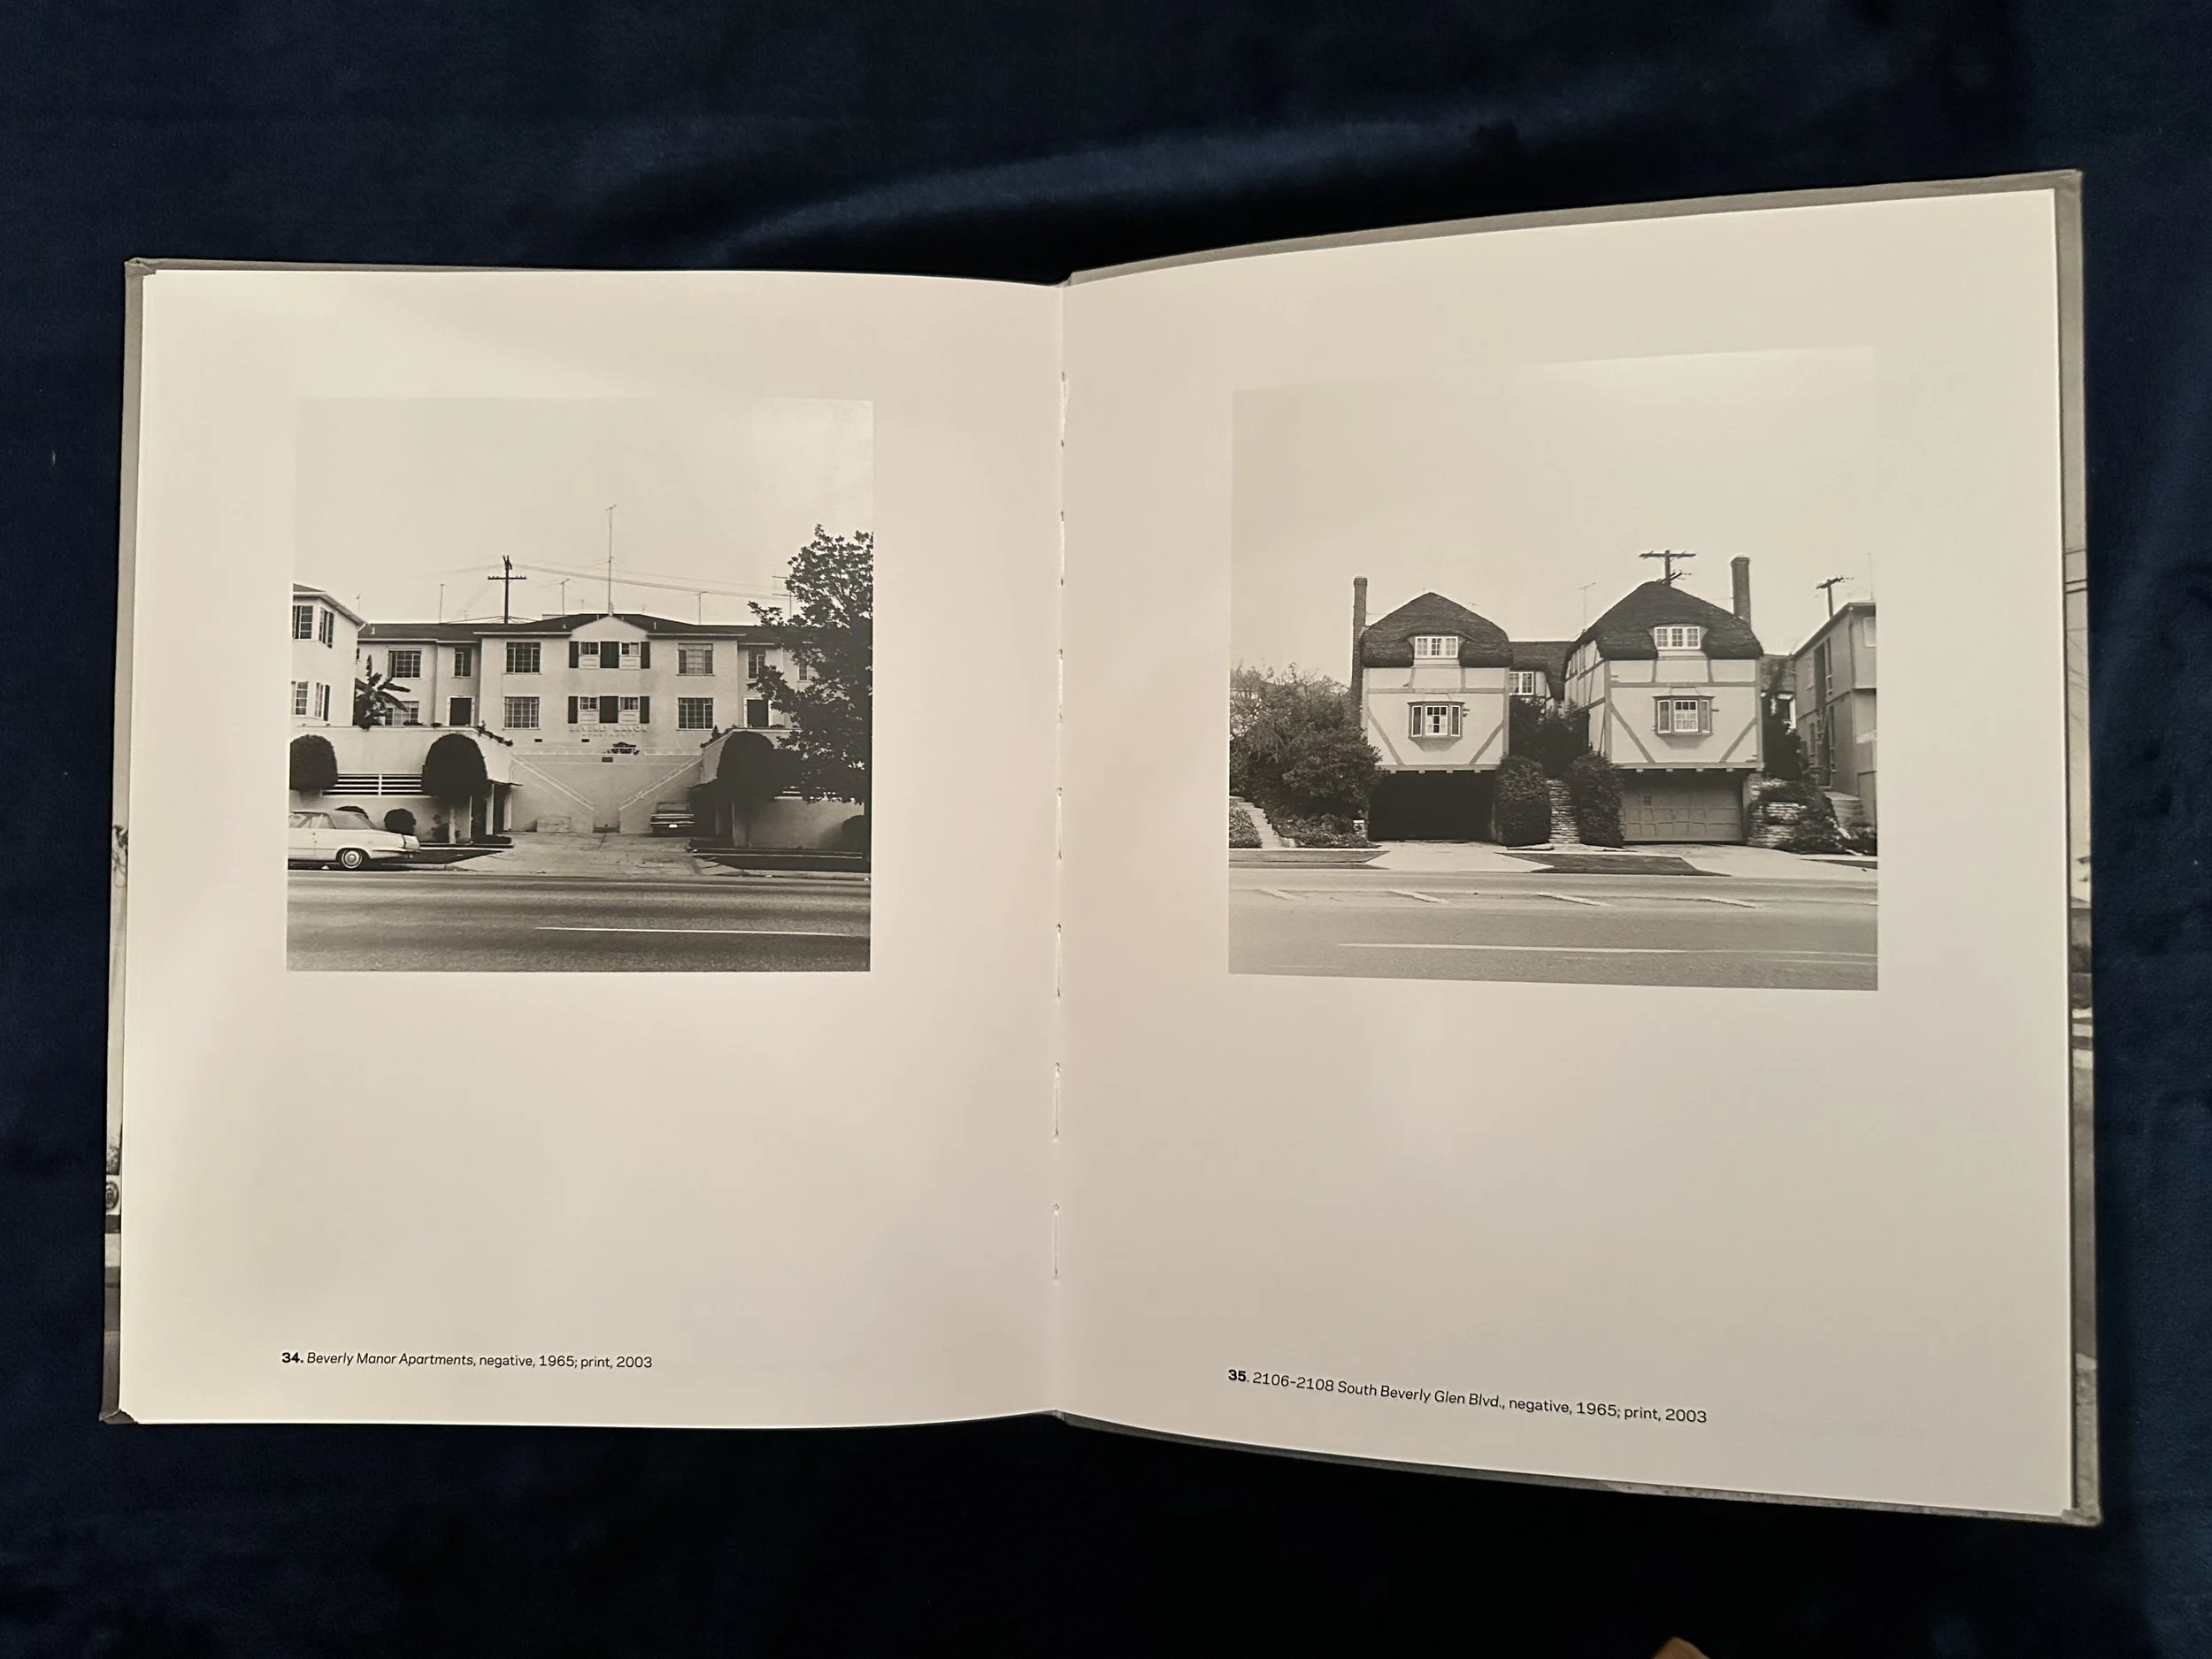 34. Beverly Manor Apartments, negative, 1965; print, 2003
35. 2106–2108 South Beverly Glen Blvd., negative, 1965; print, 2003